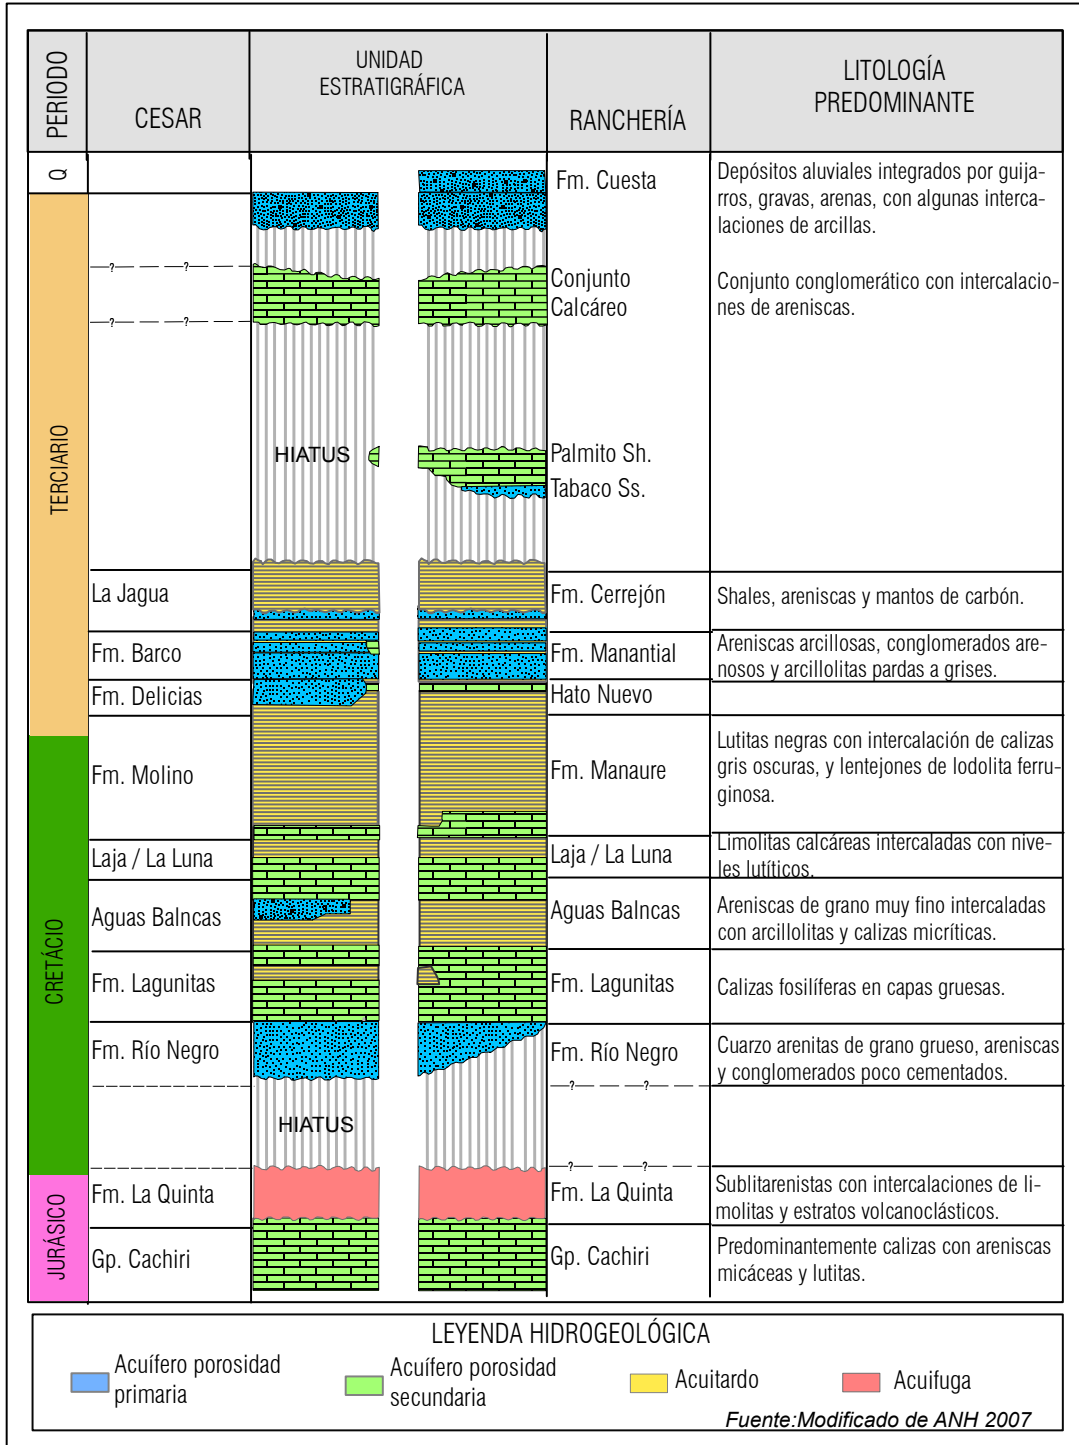 PERIODO
CESAR
UNIDAD
ESTRATIGRÁFICA
RANCHERÍA
LITOLOGÍA
PREDOMINANTE
Q
Fm. Cuesta
Depósitos aluviales integrados por guija-
rros, gravas, arenas, con algunas interca-
laciones de arcillas.
TERCIARIO
? ?
Conjunto
Calcáreo
Conjunto conglomerático con intercalacio-
nes de areniscas.
? ?
HIATUS
Palmito Sh.
Tabaco Ss.
La Jagua
Fm. Cerrejón
Shales, areniscas y mantos de carbón.
Fm. Barco
Fm. Manantial
Areniscas arcillosas, conglomerados are-
nosos y arcillolitas pardas a grises.
Fm. Delicias
Hato Nuevo
CRETÁCIO
Fm. Molino
Fm. Manaure
Lutitas negras con intercalación de calizas
gris oscuras, y lentejones de lodolita ferru-
ginosa.
Laja / La Luna
Laja / La Luna
Limolitas calcáreas intercaladas con nive-
les lutíticos.
Aguas Balncas
Aguas Balncas
Areniscas de grano muy fino intercaladas
con arcillolitas y calizas micríticas.
Fm. Lagunitas
Fm. Lagunitas
Calizas fosilíferas en capas gruesas.
Fm. Río Negro
Fm. Río Negro
Cuarzo arenitas de grano grueso, areniscas
y conglomerados poco cementados.
? ?
HIATUS
? ?
JURÁSICO
Fm. La Quinta
Fm. La Quinta
Sublitarenistas con intercalaciones de li-
molitas y estratos volcanoclásticos.
Gp. Cachiri
Gp. Cachiri
Predominantemente calizas con areniscas
micáceas y lutitas.
LEYENDA HIDROGEOLÓGICA
Acuífero porosidad
primaria
Acuífero porosidad
secundaria
Acuitardo
Acuifuga
Fuente:Modificado de ANH 2007